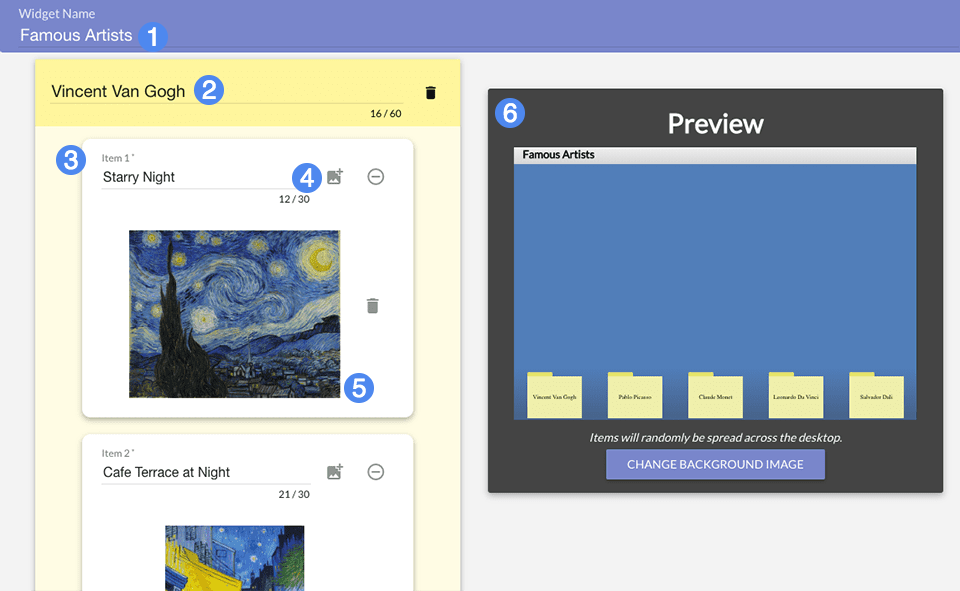 Widget Name
Famous Artists 1
Vincent Van Gogh 2
16 / 60
3
Item 1 *
Starry Night 4
12 / 30
5
Item 2 *
Cafe Terrace at Night
21 / 30
6
Preview
Famous Artists
Vincent Van Gogh Pablo Picasso Claude Monet Leonardo Da Vinci Salvador Dali
Items will randomly be spread across the desktop.
CHANGE BACKGROUND IMAGE